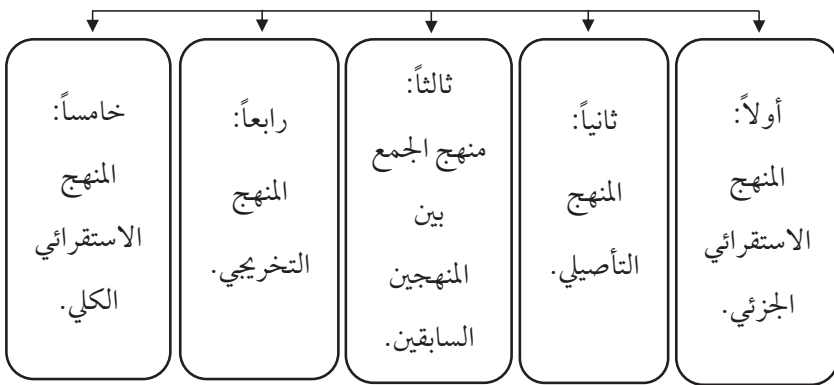 أولاً:
المنهج
الاستقرائي
الجزئي.
ثانياً:
المنهج
التأصيلي.
ثالثاً:
منهج الجمع
بين
المنهجين
السابقين.
رابعاً:
المنهج
التخريجي.
خامساً:
المنهج
الاستقرائي
الكلي.